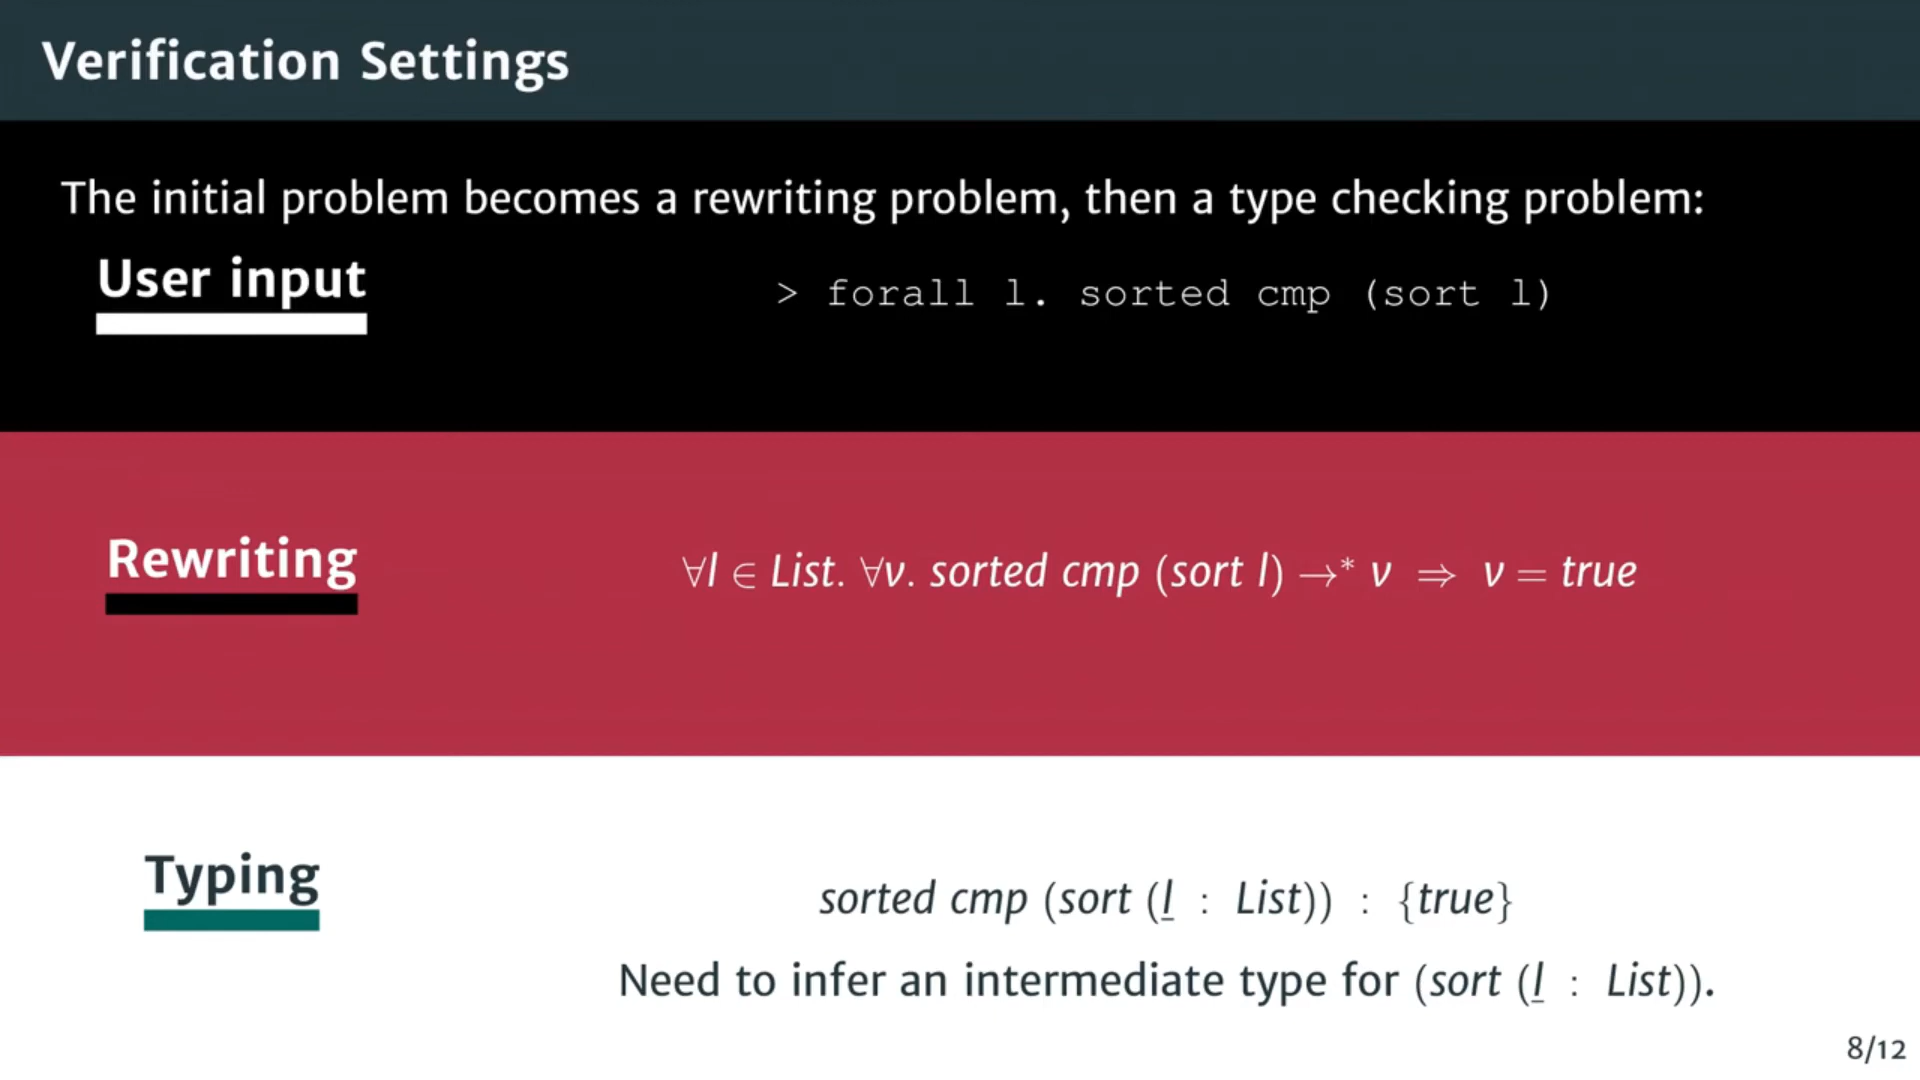 Verification Settings
The initial problem becomes a rewriting problem, then a type checking problem:
User input
> forall l. sorted cmp (sort l)
Rewriting
∀l ∈ List. ∀v. sorted cmp (sort l) →* v ⇒ v = true
Typing
sorted cmp (sort (l : List)) : {true}
Need to infer an intermediate type for (sort (l : List)).
8/12